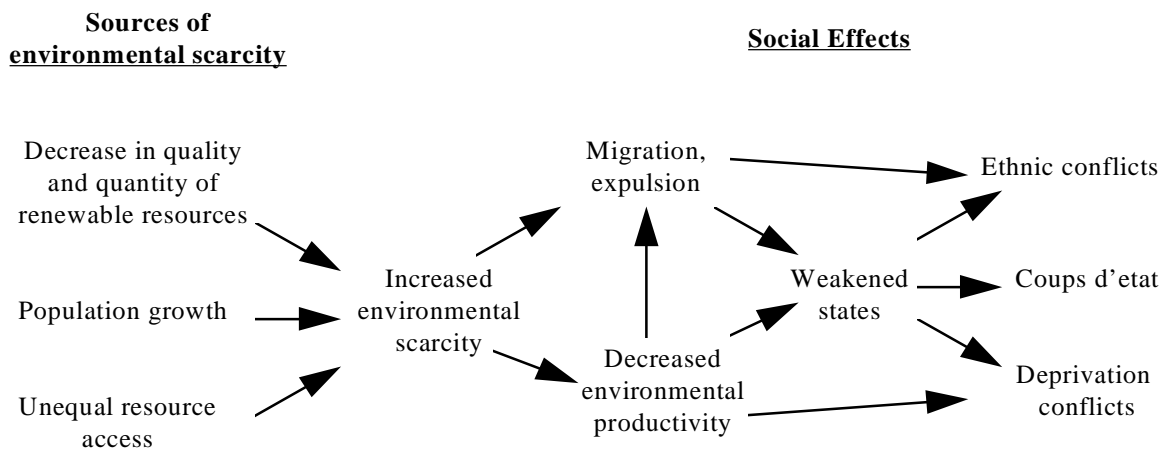 Sources of
environmental scarcity
Social Effects
Decrease in quality
and quantity of
renewable resources
Population growth
Unequal resource
access
Increased
environmental
scarcity
Migration,
expulsion
Decreased
environmental
productivity
Weakened
states
Ethnic conflicts
Coups d’etat
Deprivation
conflicts